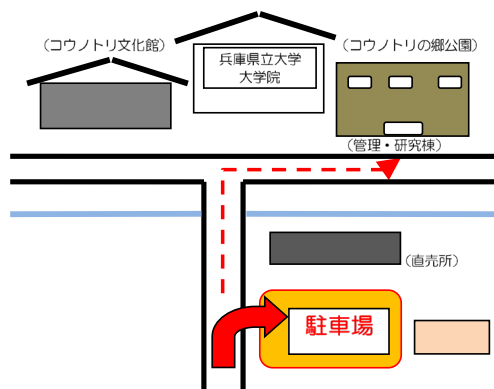 （コウノトリ文化館）
兵庫県立大学
大学院
（コウノトリの郷公園）
（管理・研究棟）
（直売所）
駐車場